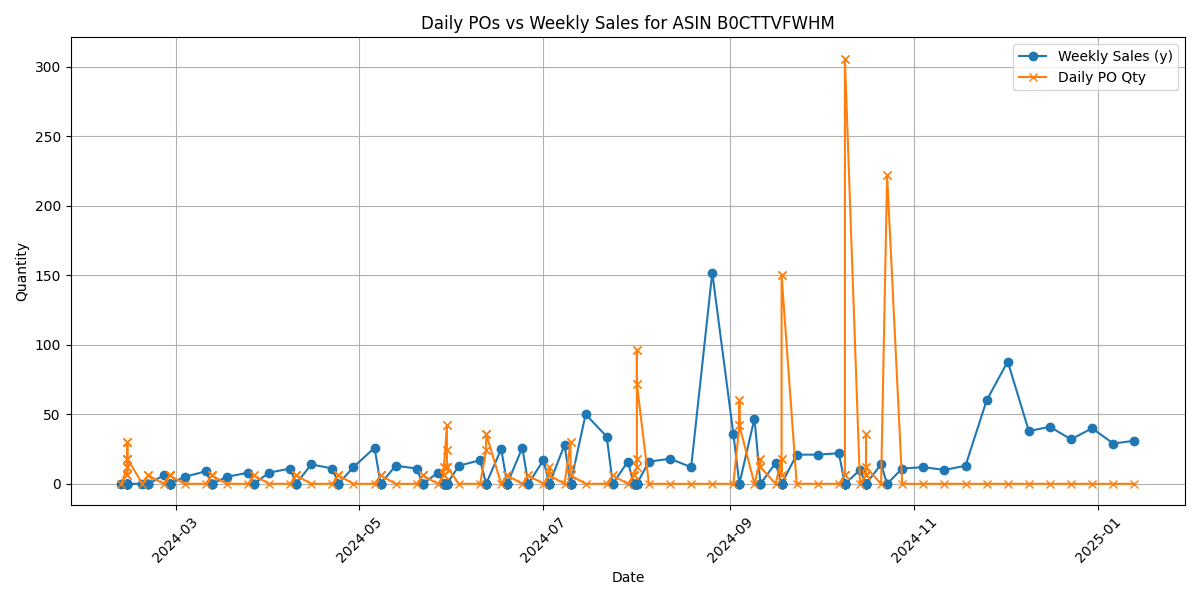 Daily POs vs Weekly Sales for ASIN B0CTTVFWHM
Weekly Sales (y)
Daily PO Qty
Quantity
300
250
200
150
100
50
0
2024-03
2024-05
2024-07
2024-09
2024-11
2025-01
Date